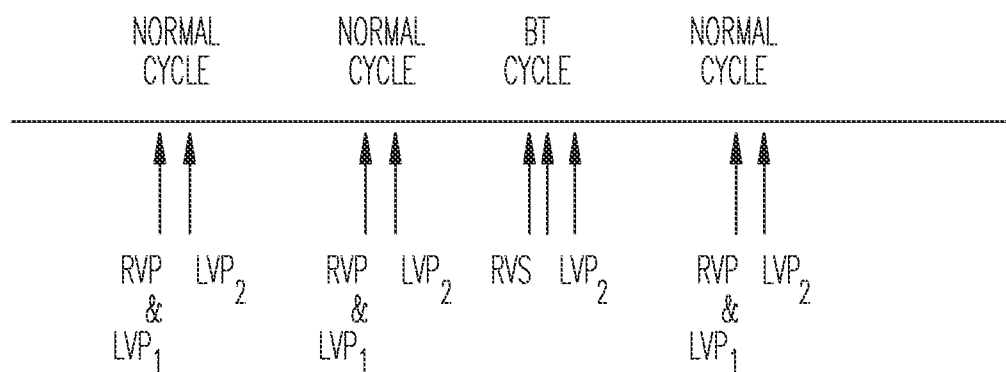 NORMAL NORMAL BT NORMAL
CYCLE CYCLE CYCLE CYCLE
RVP LVP2 RVP LVP2 RVS LVP2 RVP LVP2
& & &
LVP1 LVP1 LVP1